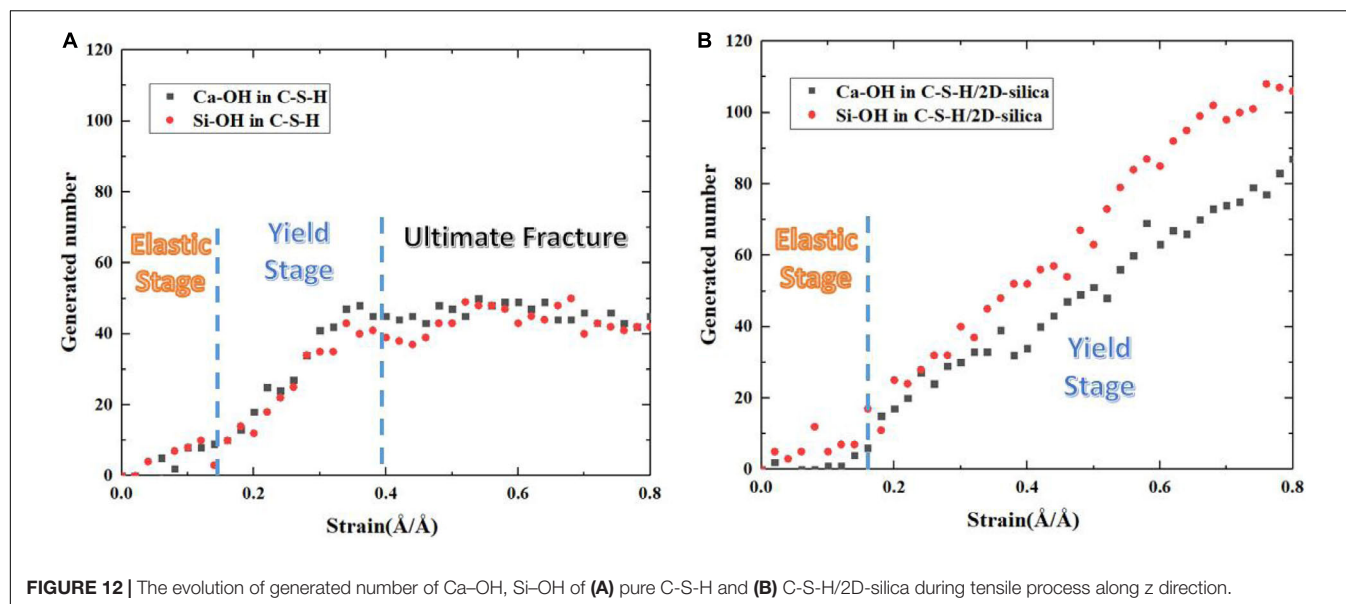 A
120
100
80
60
40
20
0
Generated number
Ca-OH in C-S-H
Si-OH in C-S-H
Elastic
Stage
Yield
Stage
Ultimate Fracture
0.0 0.2 0.4 0.6 0.8
Strain(Å/Å)
B
120
100
80
60
40
20
0
Generated number
Ca-OH in C-S-H/2D-silica
Si-OH in C-S-H/2D-silica
Elastic
Stage
Yield
Stage
0.0 0.2 0.4 0.6 0.8
Strain(Å/Å)
FIGURE 12 | The evolution of generated number of Ca–OH, Si–OH of (A) pure C-S-H and (B) C-S-H/2D-silica during tensile process along z direction.